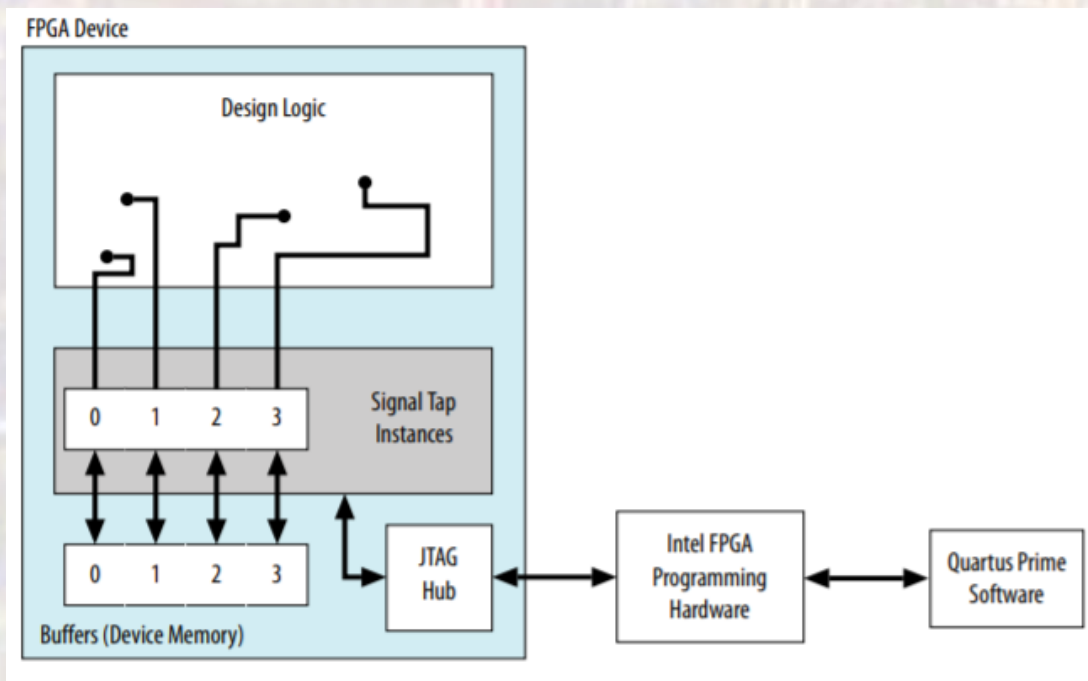 FPGA Device
Design Logic
0 1 2 3
Signal Tap
Instances
0 1 2 3
Buffers (Device Memory)
JTAG
Hub
Intel FPGA
Programming
Hardware
Quartus Prime
Software